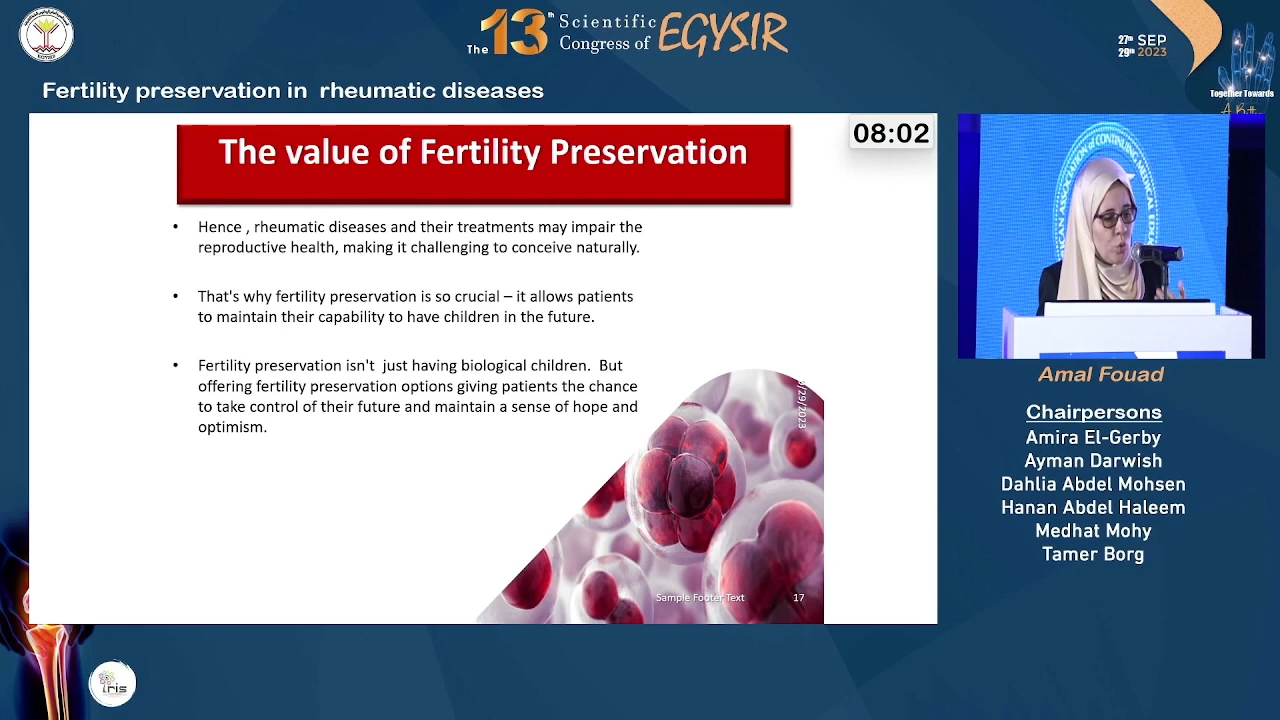 The 13th Scientific Congress of EGYSIR
27th SEP
29th 2023
Together Towards
EGYSIR
Fertility preservation in rheumatic diseases
The value of Fertility Preservation
08:02
• Hence , rheumatic diseases and their treatments may impair the
reproductive health, making it challenging to conceive naturally.
• That's why fertility preservation is so crucial – it allows patients
to maintain their capability to have children in the future.
• Fertility preservation isn't just having biological children. But
offering fertility preservation options giving patients the chance
to take control of their future and maintain a sense of hope and
optimism.
/29/2023
Sample Footer Text 17
Amal Fouad
Chairpersons
Amira El-Gerby
Ayman Darwish
Dahlia Abdel Mohsen
Hanan Abdel Haleem
Medhat Mohy
Tamer Borg
iris